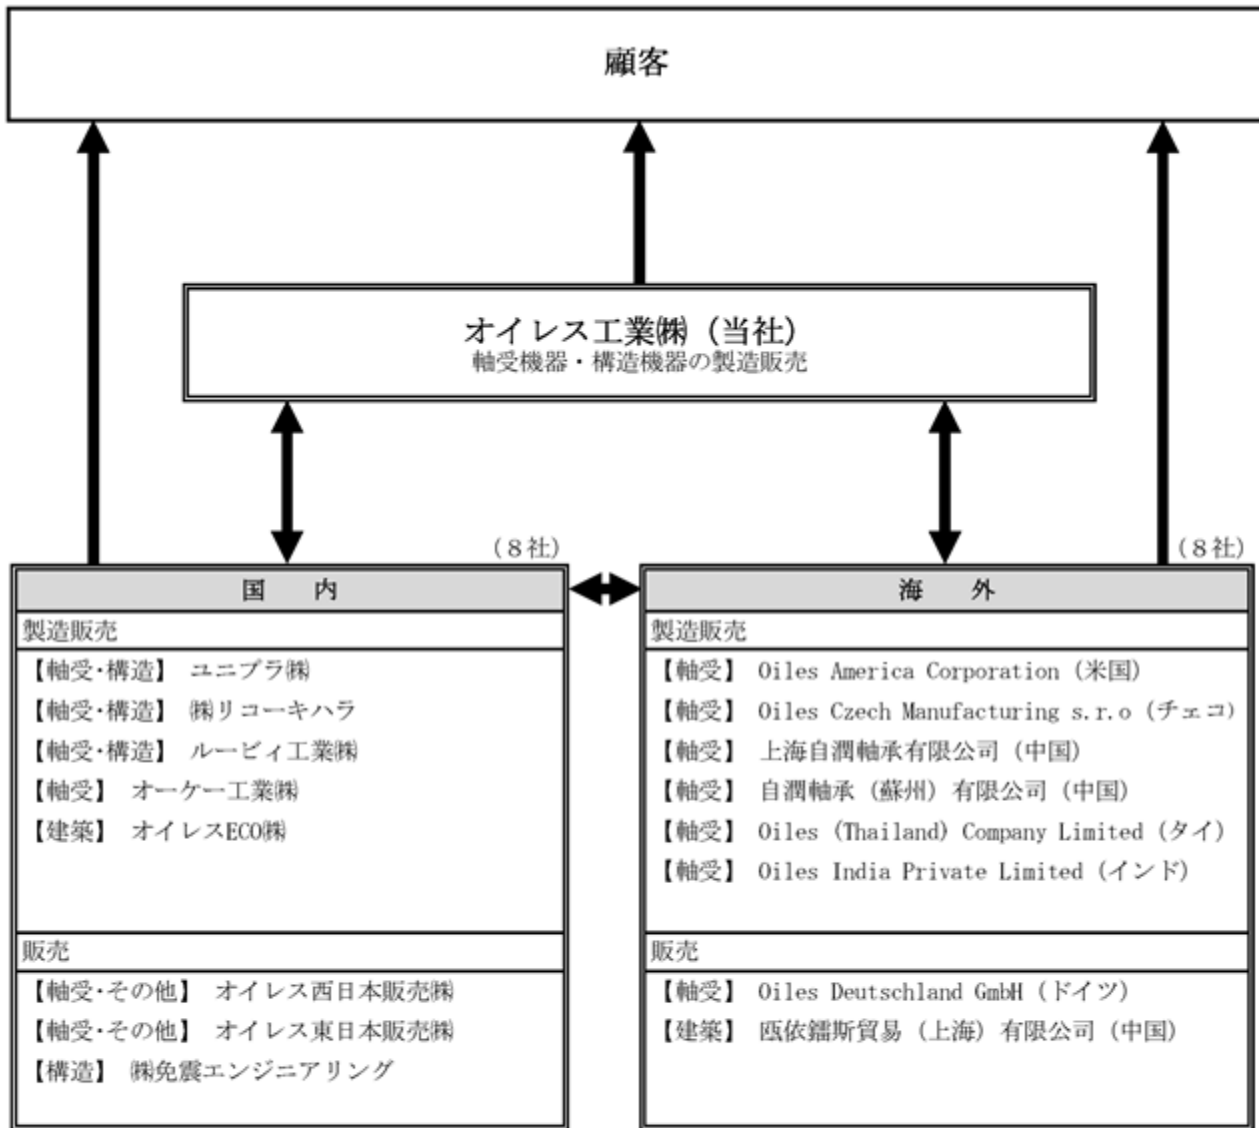 顧客
オイレス工業㈱（当社）
軸受機器・構造機器の製造販売
（８社）
国　内
製造販売
【軸受・構造】 ユニプラ㈱
【軸受・構造】 ㈱リコーキハラ
【軸受・構造】 ルービィ工業㈱
【軸受】 オーケー工業㈱
【建築】 オイレスECO㈱
販売
【軸受・その他】 オイレス西日本販売㈱
【軸受・その他】 オイレス東日本販売㈱
【構造】 ㈱免震エンジニアリング
（８社）
海　外
製造販売
【軸受】 Oiles America Corporation（米国）
【軸受】 Oiles Czech Manufacturing s.r.o（チェコ）
【軸受】 上海自潤軸承有限公司（中国）
【軸受】 自潤軸承（蘇州）有限公司（中国）
【軸受】 Oiles (Thailand) Company Limited（タイ）
【軸受】 Oiles India Private Limited（インド）
販売
【軸受】 Oiles Deutschland GmbH（ドイツ）
【建築】 瓯依鐳斯貿易（上海）有限公司（中国）